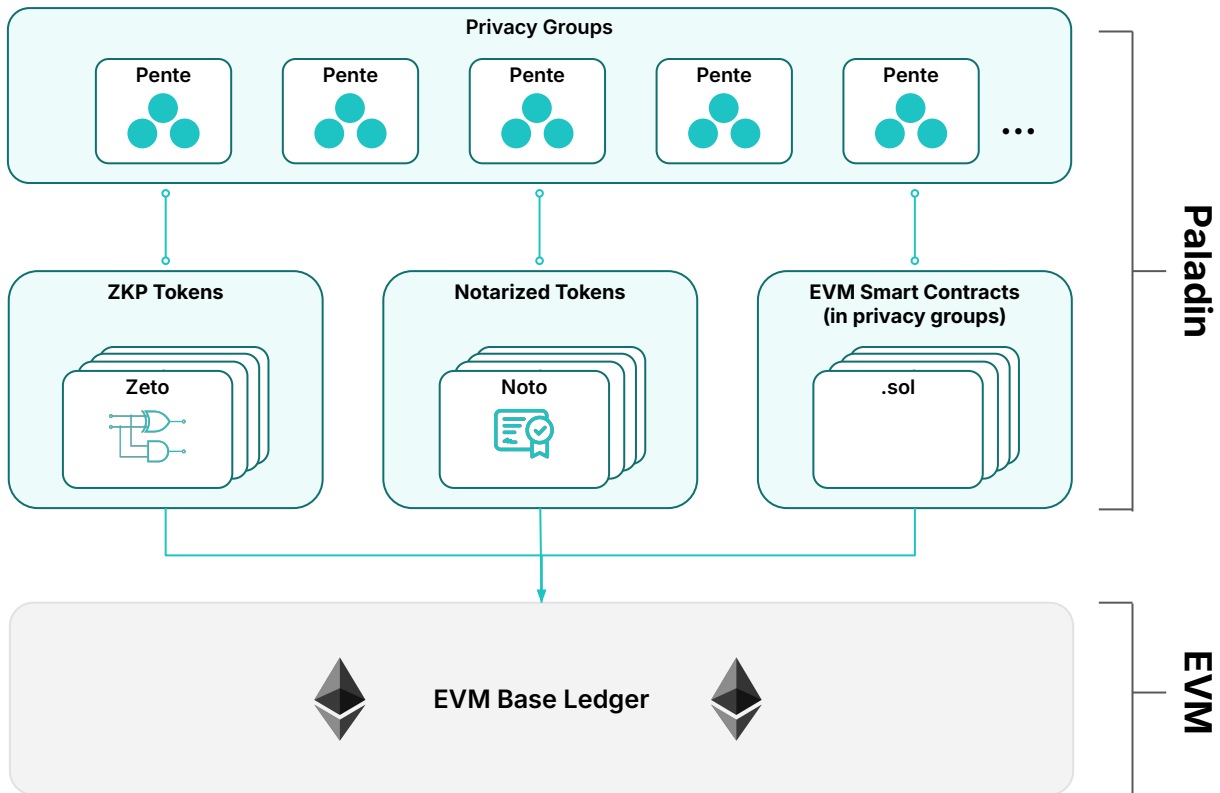 Privacy Groups
Pente
Pente
Pente
Pente
Pente
...
ZKP Tokens
Notarized Tokens
EVM Smart Contracts
(in privacy groups)
Zeto
Noto
.sol
Paladin
EVM Base Ledger
EVM